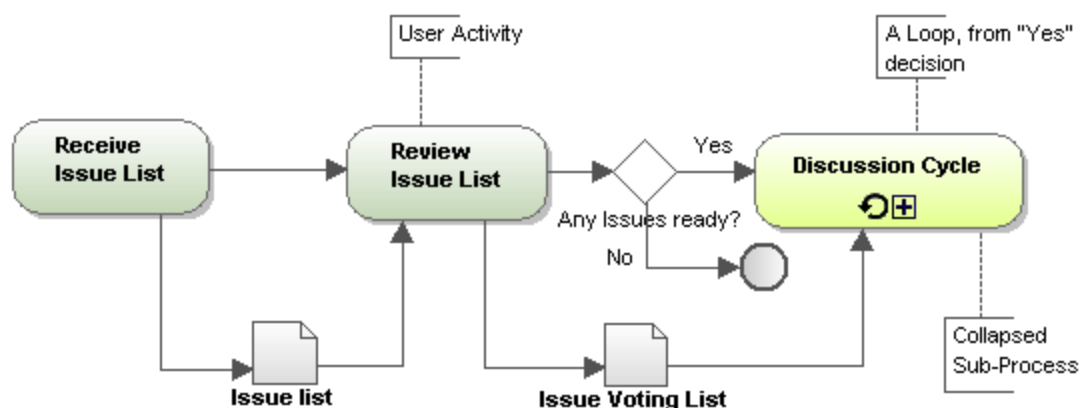 User Activity
A Loop, from "Yes"
decision
Receive
Issue List
Review
Issue List
Yes
Discussion Cycle
Any Issues ready?
No
Collapsed
Sub-Process
Issue list
Issue Voting List